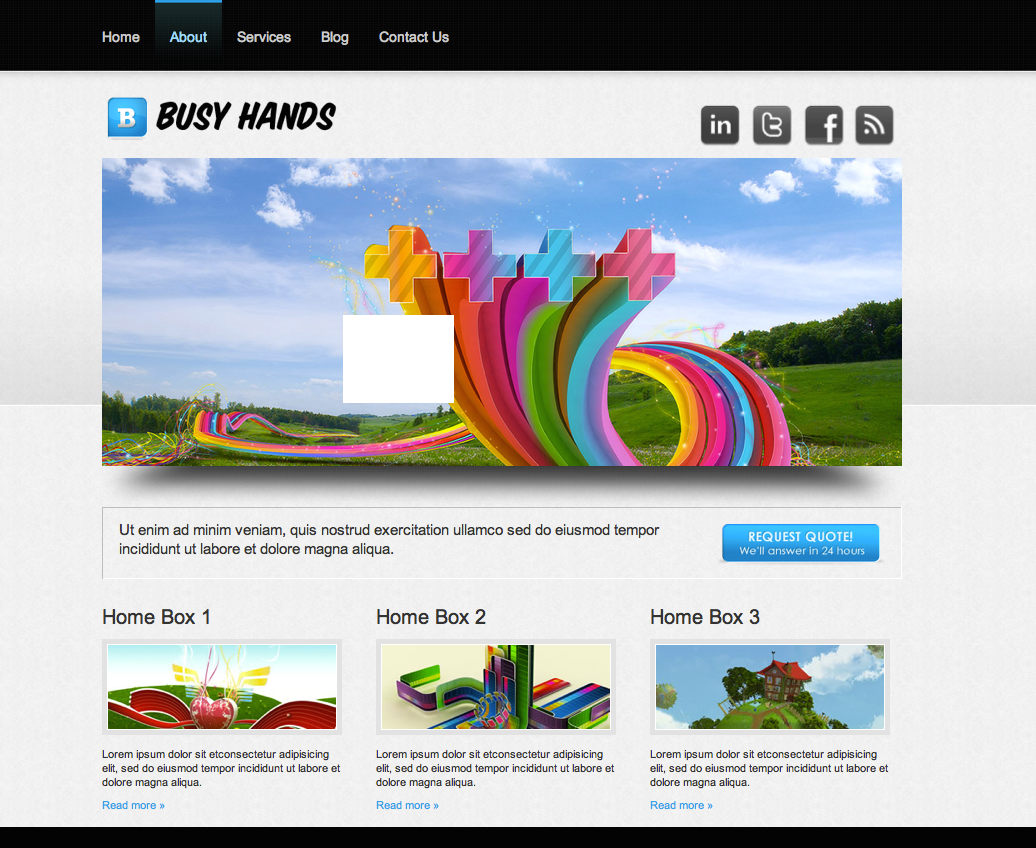 Home About Services Blog Contact Us
B BUSY HANDS
in t f
Ut enim ad minim veniam, quis nostrud exercitation ullamco sed do eiusmod tempor
incididunt ut labore et dolore magna aliqua.
REQUEST QUOTE!
We'll answer in 24 hours
Home Box 1
Lorem ipsum dolor sit etconsectetur adipisicing
elit, sed do eiusmod tempor incididunt ut labore et
dolore magna aliqua.
Read more »
Home Box 2
Lorem ipsum dolor sit etconsectetur adipisicing
elit, sed do eiusmod tempor incididunt ut labore et
dolore magna aliqua.
Read more »
Home Box 3
Lorem ipsum dolor sit etconsectetur adipisicing
elit, sed do eiusmod tempor incididunt ut labore et
dolore magna aliqua.
Read more »